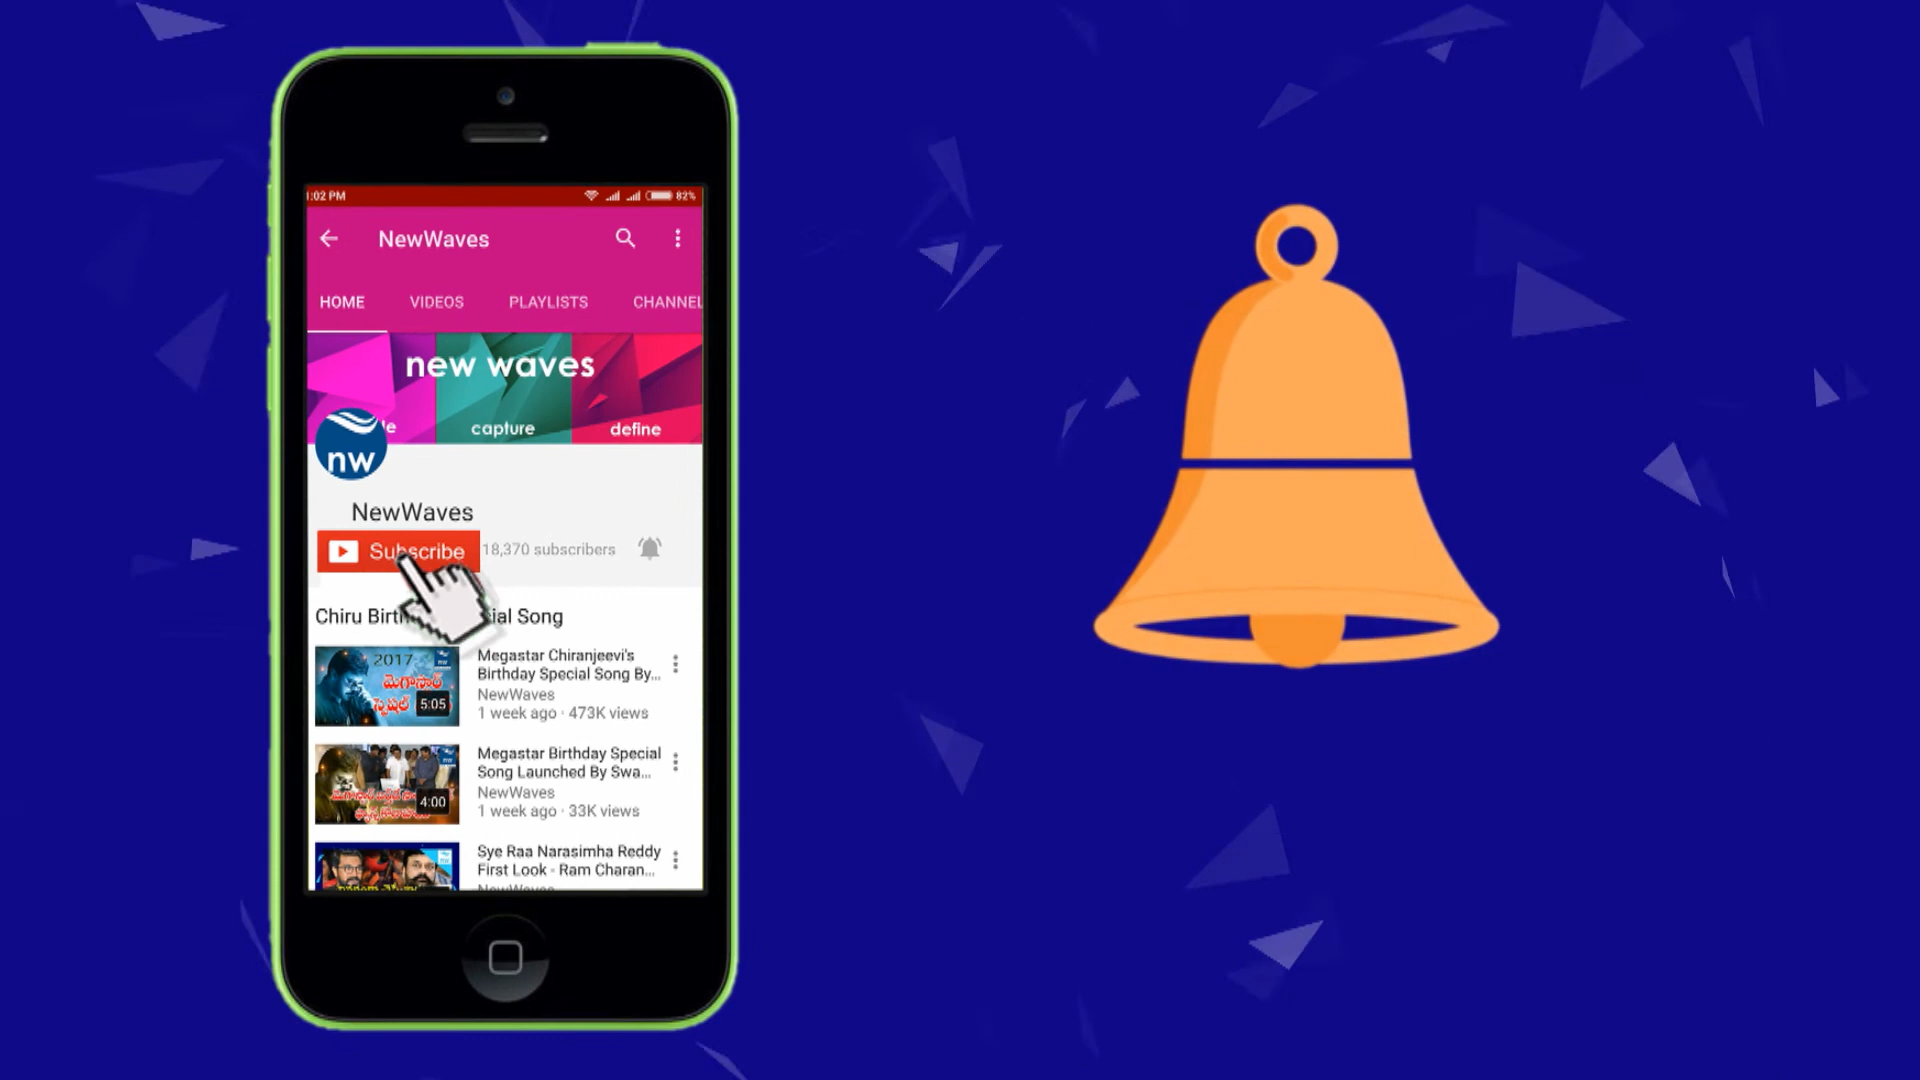 1:02 PM
82%
NewWaves
HOME VIDEOS PLAYLISTS CHANNEL
new waves
capture
define
nw
NewWaves
Subscribe
18,370 subscribers
Chiru ial Song
2017
మెగాస్టార్
స్పెషల్
5:05
Megastar Chiranjeevi's
Birthday Special Song By...
NewWaves
1 week ago · 473K views
4:00
Megastar Birthday Special
Song Launched By Swa...
NewWaves
1 week ago · 33K views
Sye Raa Narasimha Reddy
First Look - Ram Charan...
NewWaves